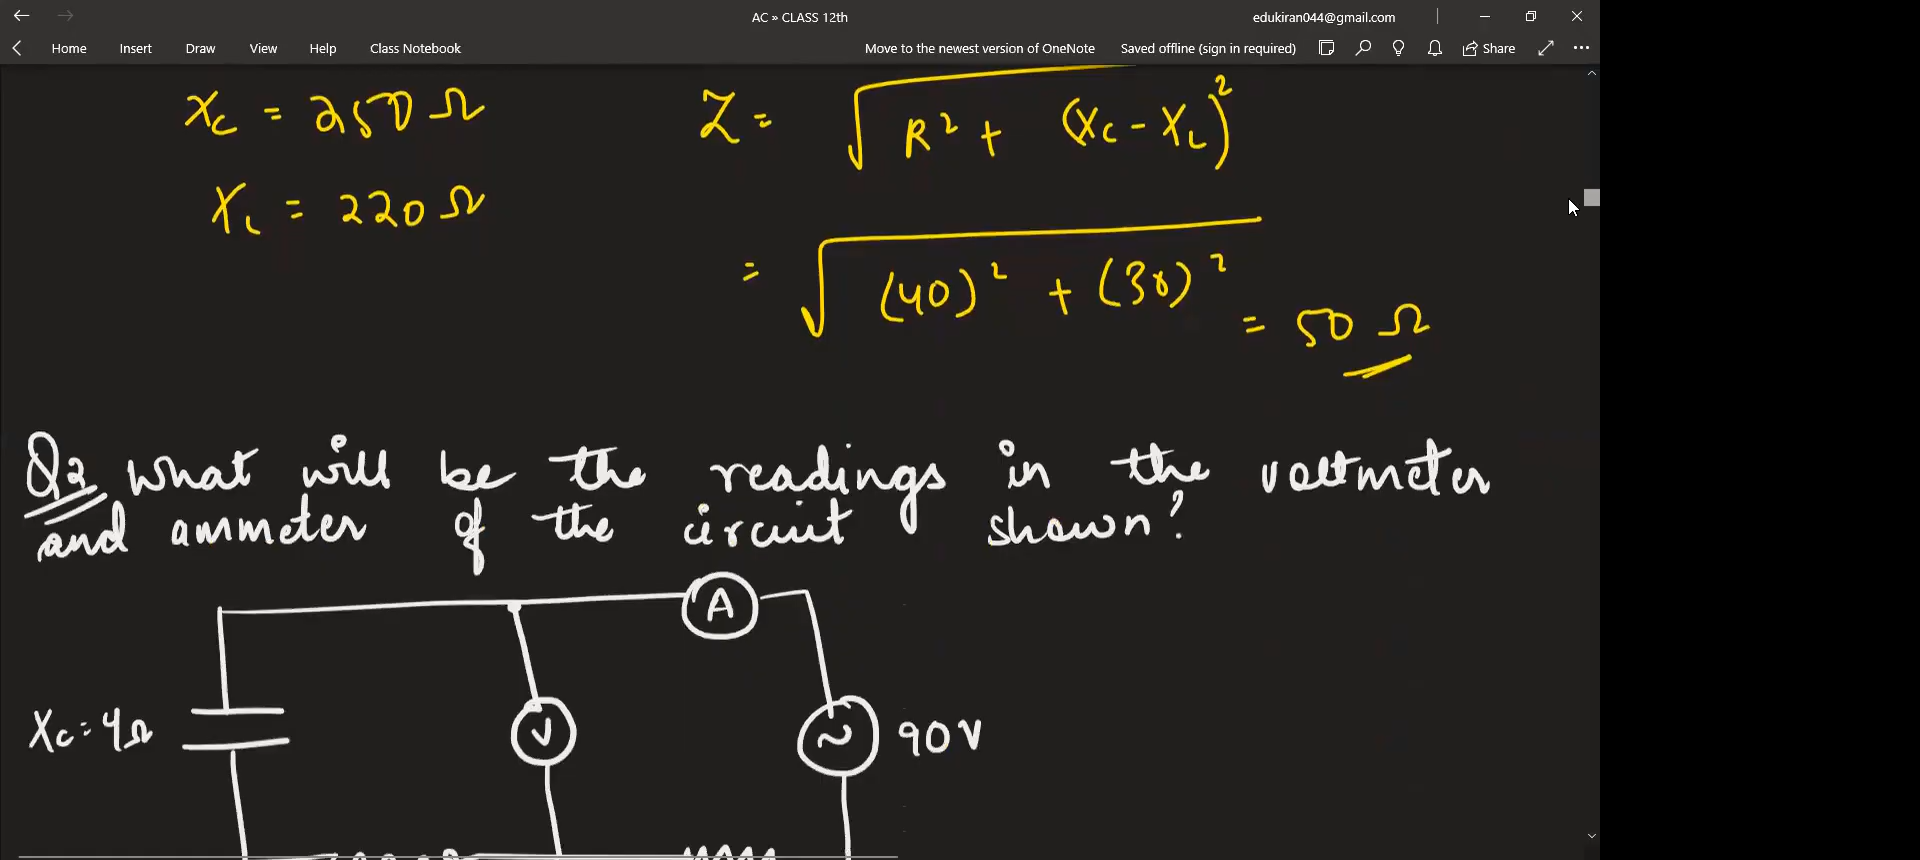 AC » CLASS 12th
edukiran044@gmail.com
Home Insert Draw View Help Class Notebook
Move to the newest version of OneNote Saved offline (sign in required) Share
Xc = 250 Ω
Z = √R² + (Xc - XL)²
XL = 220 Ω
= √(40)² + (30)² = 50 Ω
Q2 What will be the readings in the voltmeter
and ammeter of the circuit shown?
A
Xc = 4Ω
V
~
90V